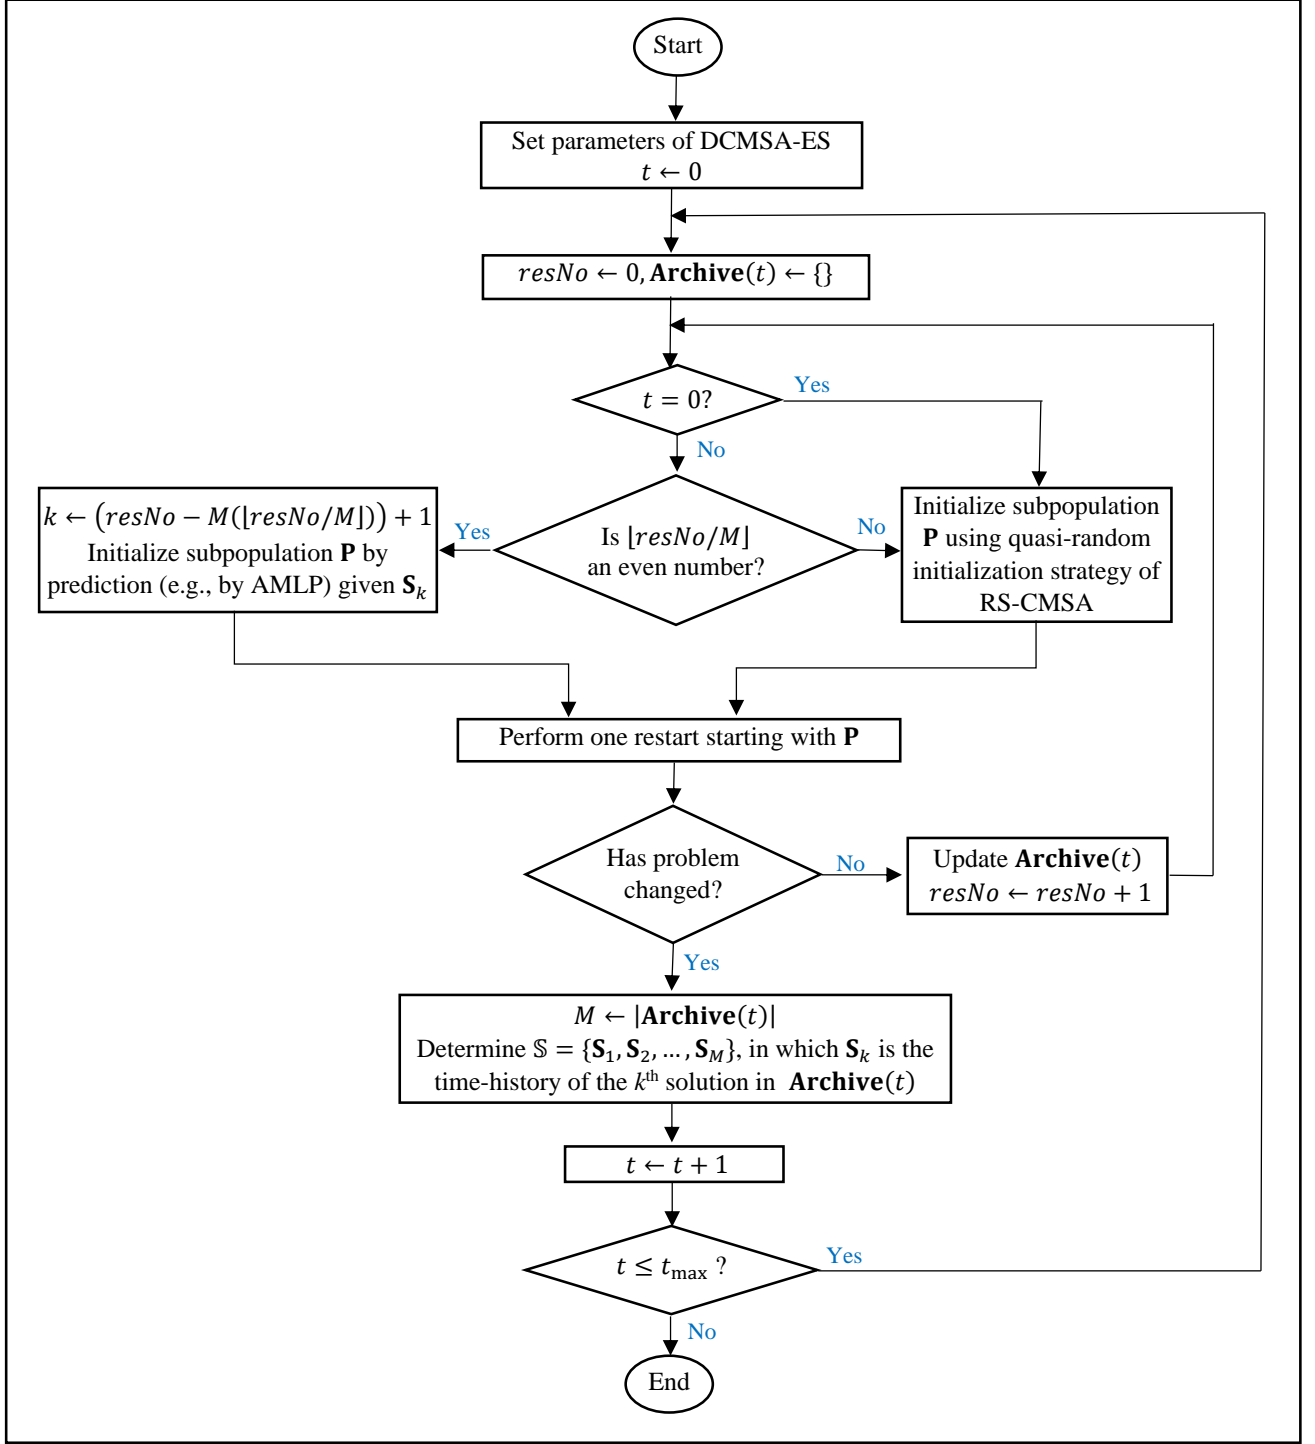 Start
Set parameters of DCMSA-ES
t ← 0
resNo ← 0, Archive(t) ← {}
t = 0?
Yes
No
k ← (resNo − M(⌊resNo/M⌋)) + 1
Initialize subpopulation P by
prediction (e.g., by AMLP) given S_k
Yes
Is ⌊resNo/M⌋
an even number?
No
Initialize subpopulation
P using quasi-random
initialization strategy of
RS-CMSA
Perform one restart starting with P
Has problem
changed?
No
Update Archive(t)
resNo ← resNo + 1
Yes
M ← |Archive(t)|
Determine 𝕊 = {S₁, S₂, … , S_M}, in which S_k is the
time-history of the kᵗʰ solution in Archive(t)
t ← t + 1
t ≤ t_max ?
Yes
No
End